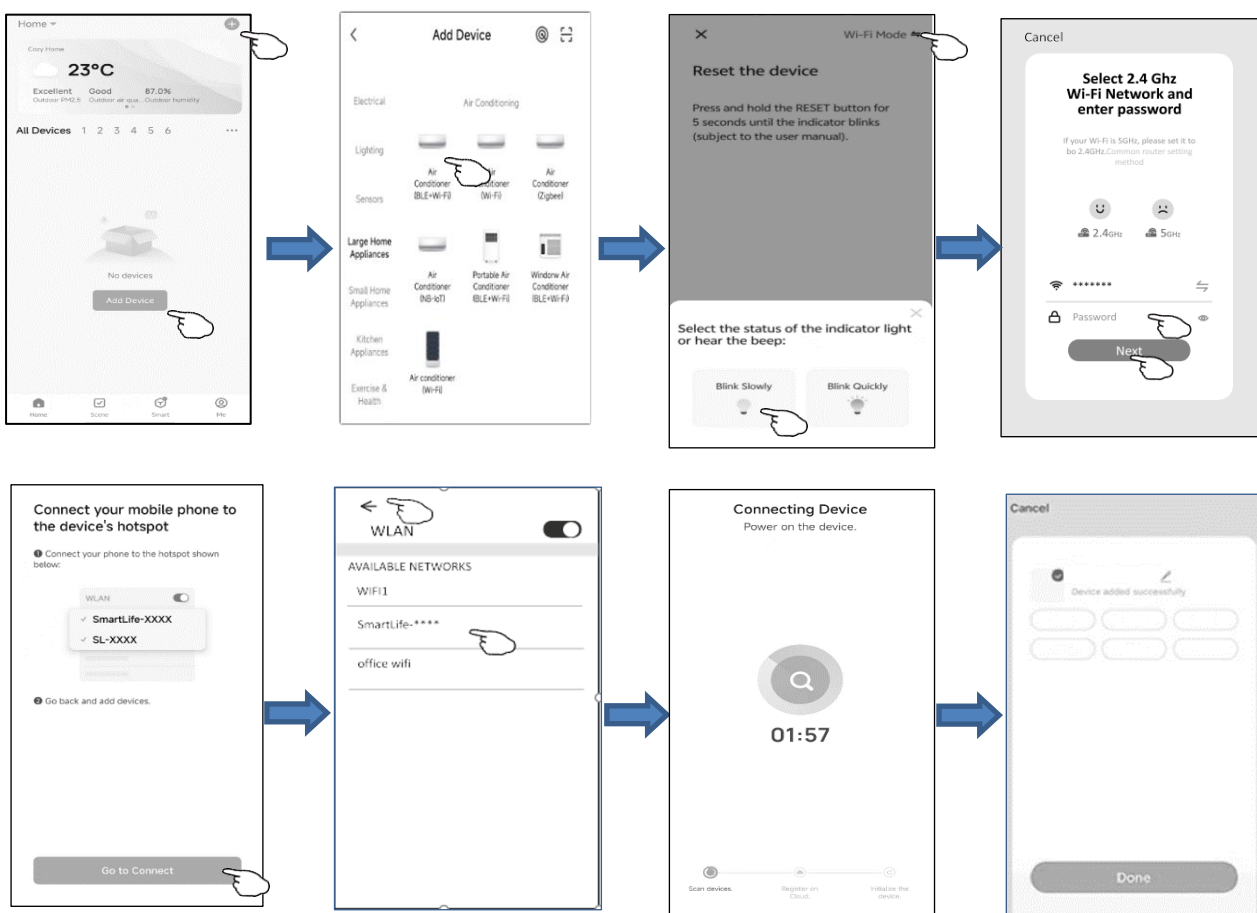 Home
Cozy Home
23°C
Excellent Good 87.0%
Outdoor PM2.5 Outdoor air qua... Outdoor humidity
All Devices 1 2 3 4 5 6 ...
No devices
Add Device
Home Scene Smart Me
Add Device
Electrical
Lighting
Sensors
Large Home
Appliances
Small Home
Appliances
Kitchen
Appliances
Exercise &
Health
Air Conditioning
Air
Conditioner
(BLE+Wi-Fi)
Air
Conditioner
(Wi-Fi)
Air
Conditioner
(Zigbee)
Air
Conditioner
(NB-IoT)
Portable Air
Conditioner
(BLE+Wi-Fi)
Window Air
Conditioner
(BLE+Wi-Fi)
Air conditioner
(Wi-Fi)
Wi-Fi Mode
Reset the device
Press and hold the RESET button for
5 seconds until the indicator blinks
(subject to the user manual).
Select the status of the indicator light
or hear the beep:
Blink Slowly Blink Quickly
Cancel
Select 2.4 Ghz
Wi-Fi Network and
enter password
If your Wi-Fi is 5GHz, please set it to
bo 2.4GHz.Common router setting
method
2.4GHz 5GHz
*******
Password
Next
Connect your mobile phone to
the device's hotspot
❶ Connect your phone to the hotspot shown
below:
WLAN
SmartLife-XXXX
SL-XXXX
❷ Go back and add devices.
Go to Connect
WLAN
AVAILABLE NETWORKS
WIFI1
SmartLife-****
office wifi
Connecting Device
Power on the device.
01:57
Scan devices.
Register on
Cloud.
Initialize the
device.
Cancel
Device added successfully
Done